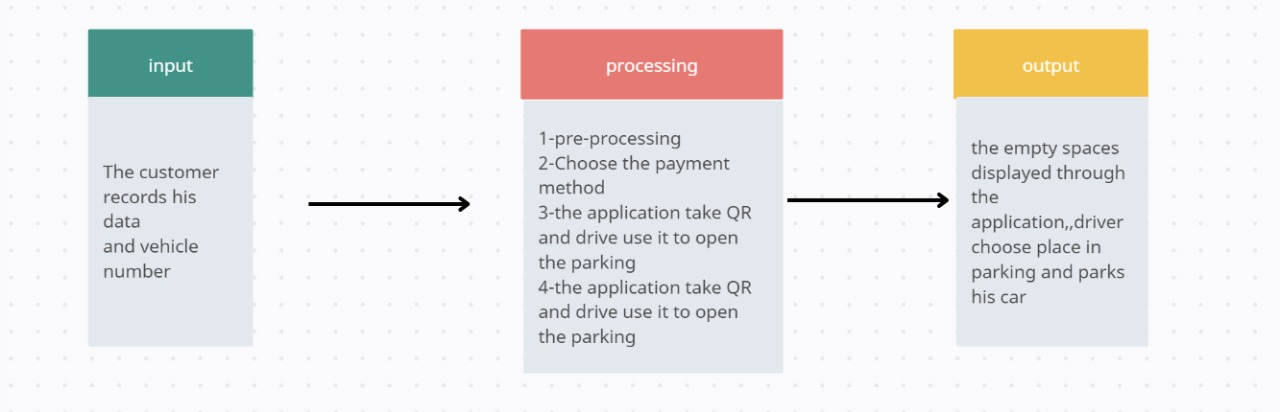 input
The customer
records his
data
and vehicle
number
processing
1-pre-processing
2-Choose the payment
method
3-the application take QR
and drive use it to open
the parking
4-the application take QR
and drive use it to open
the parking
output
the empty spaces
displayed through
the
application,,driver
choose place in
parking and parks
his car